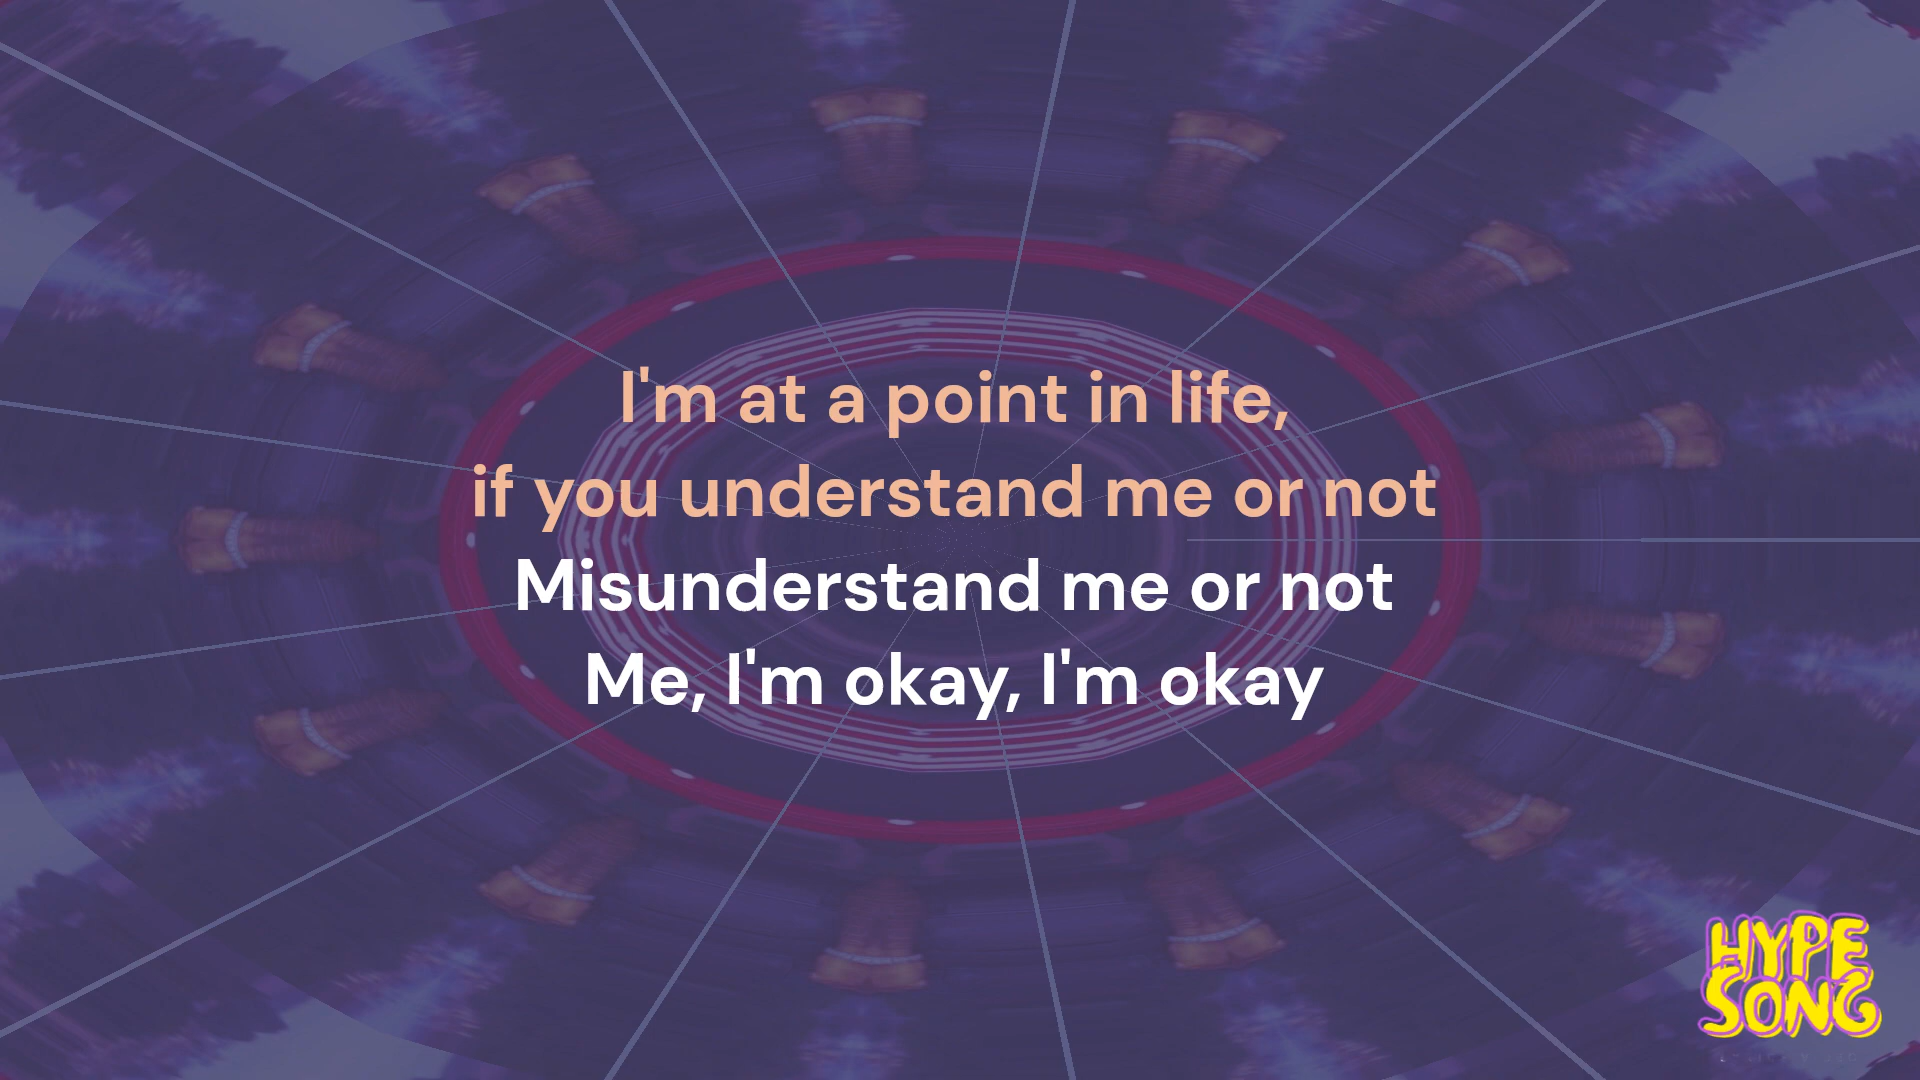 I'm at a point in life,
if you understand me or not
Misunderstand me or not
Me, I'm okay, I'm okay
HYPE
SONG